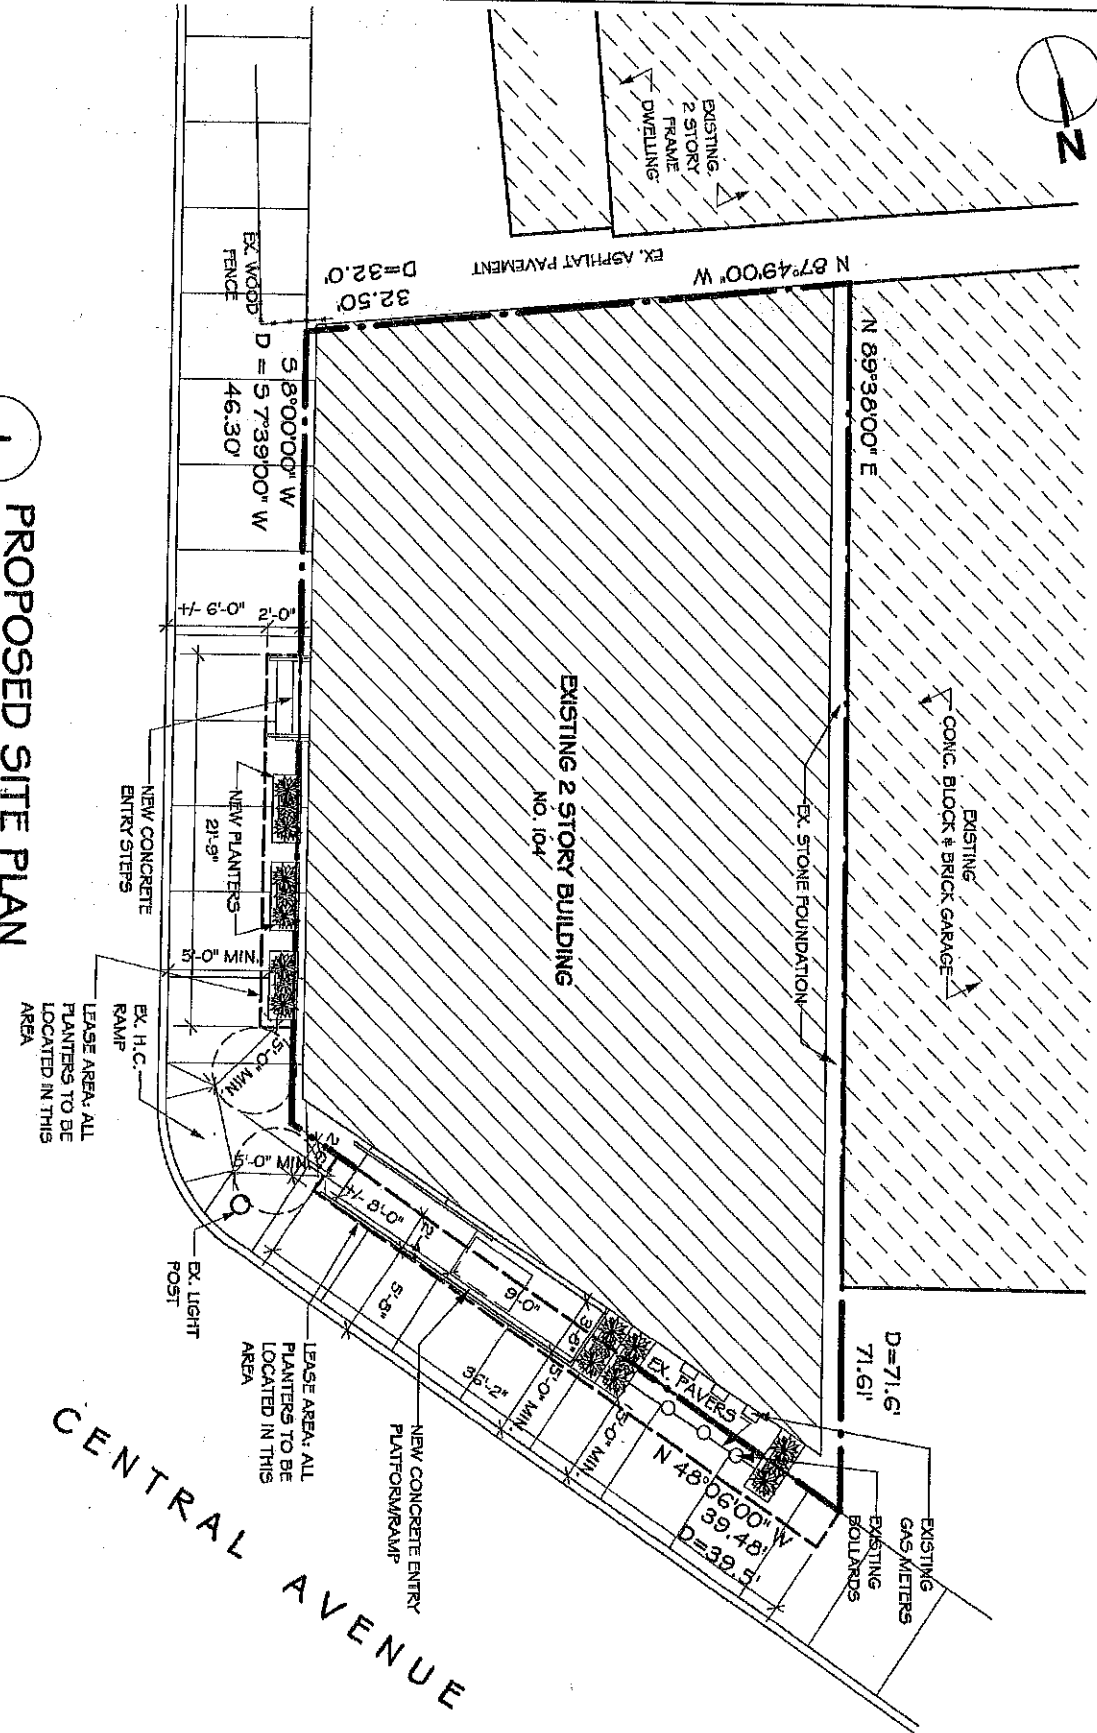 N
EXISTING
2 STORY
FRAME
DWELLING
EX. ASPHLAT PAVEMENT
N 87°49'00" W
32.50'
D=32.0'
EX. WOOD
FENCE
S 8°00'00" W
D = S 7°39'00" W
46.30'
N 89°38'00" E
D=71.6'
71.61'
EXISTING
CONC. BLOCK & BRICK GARAGE
EX. STONE FOUNDATION
EXISTING 2 STORY BUILDING
NO. 104
+/- 6'-0"
2'-0"
NEW CONCRETE
ENTRY STEPS
NEW PLANTERS
21'-9"
5'-0" MIN.
LEASE AREA: ALL
PLANTERS TO BE
LOCATED IN THIS
AREA
EX. H.C.
RAMP
5'-0" MIN.
5'-0" MIN.
EX. LIGHT
POST
+/- 8'-0"
5'-8"
9'-0"
3'-6"
36'-2"
5'-0" MIN.
5'-0" MIN.
EX. PAVERS
LEASE AREA: ALL
PLANTERS TO BE
LOCATED IN THIS
AREA
NEW CONCRETE ENTRY
PLATFORM/RAMP
N 48°06'00" W
39.48'
D=39.5'
EXISTING
BOLLARDS
EXISTING
GAS METERS
CENTRAL AVENUE
1
PROPOSED SITE PLAN